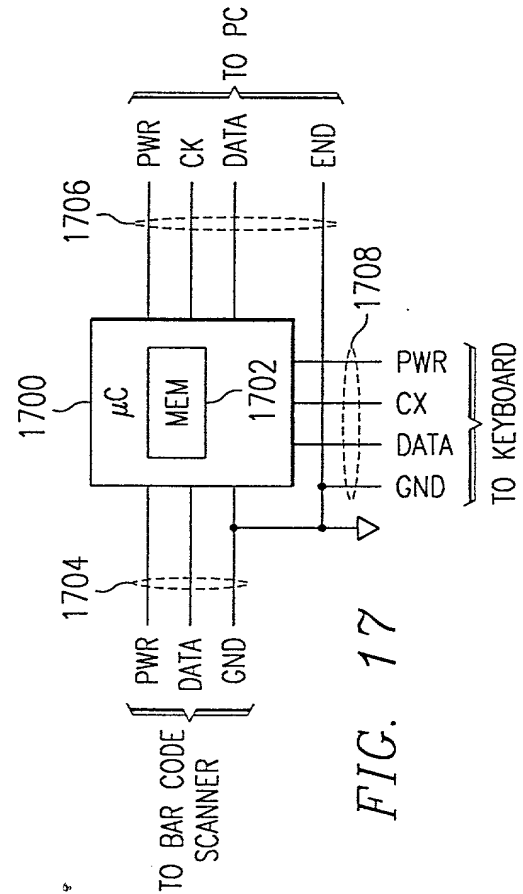 1700
μC
MEM
1702
1704
PWR
DATA
GND
TO BAR CODE
SCANNER
1706
PWR
CK
DATA
END
TO PC
1708
PWR
CX
DATA
GND
TO KEYBOARD
FIG. 17